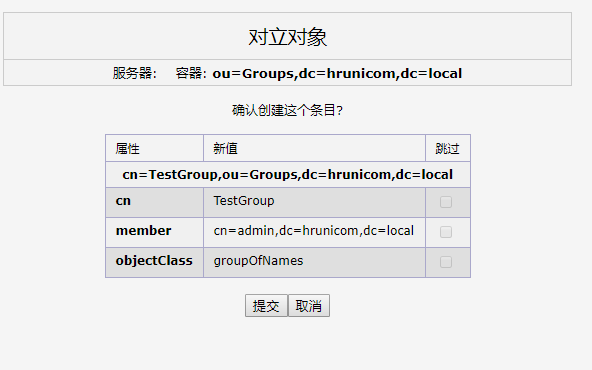 对立对象
服务器： 容器: ou=Groups,dc=hrunicom,dc=local
确认创建这个条目?
属性 新值 跳过
cn=TestGroup,ou=Groups,dc=hrunicom,dc=local
cn TestGroup
member cn=admin,dc=hrunicom,dc=local
objectClass groupOfNames
提交 取消